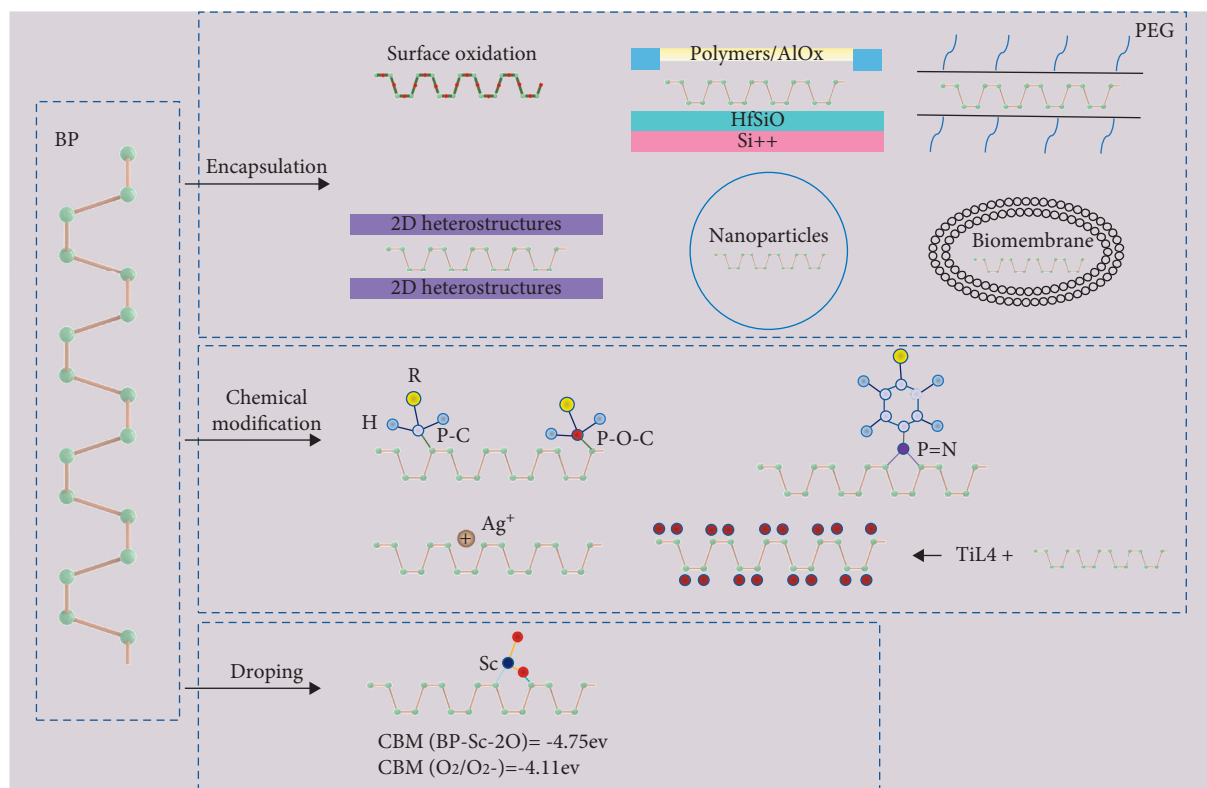 BP
Encapsulation
Surface oxidation
Polymers/AlOx
HfSiO
Si++
PEG
2D heterostructures
2D heterostructures
Nanoparticles
Biomembrane
Chemical
modification
R
H
P-C
P-O-C
P=N
Ag⁺
+
TiL4 +
Droping
Sc
CBM (BP-Sc-2O)= -4.75ev
CBM (O2/O2-)=-4.11ev